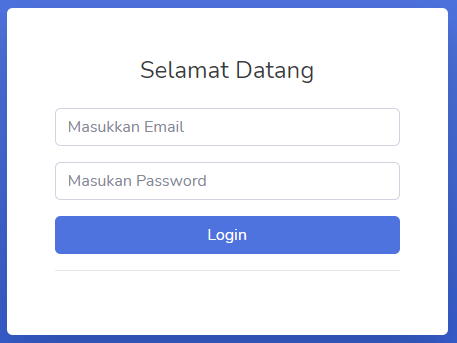 Selamat Datang
Masukkan Email
Masukan Password
Login